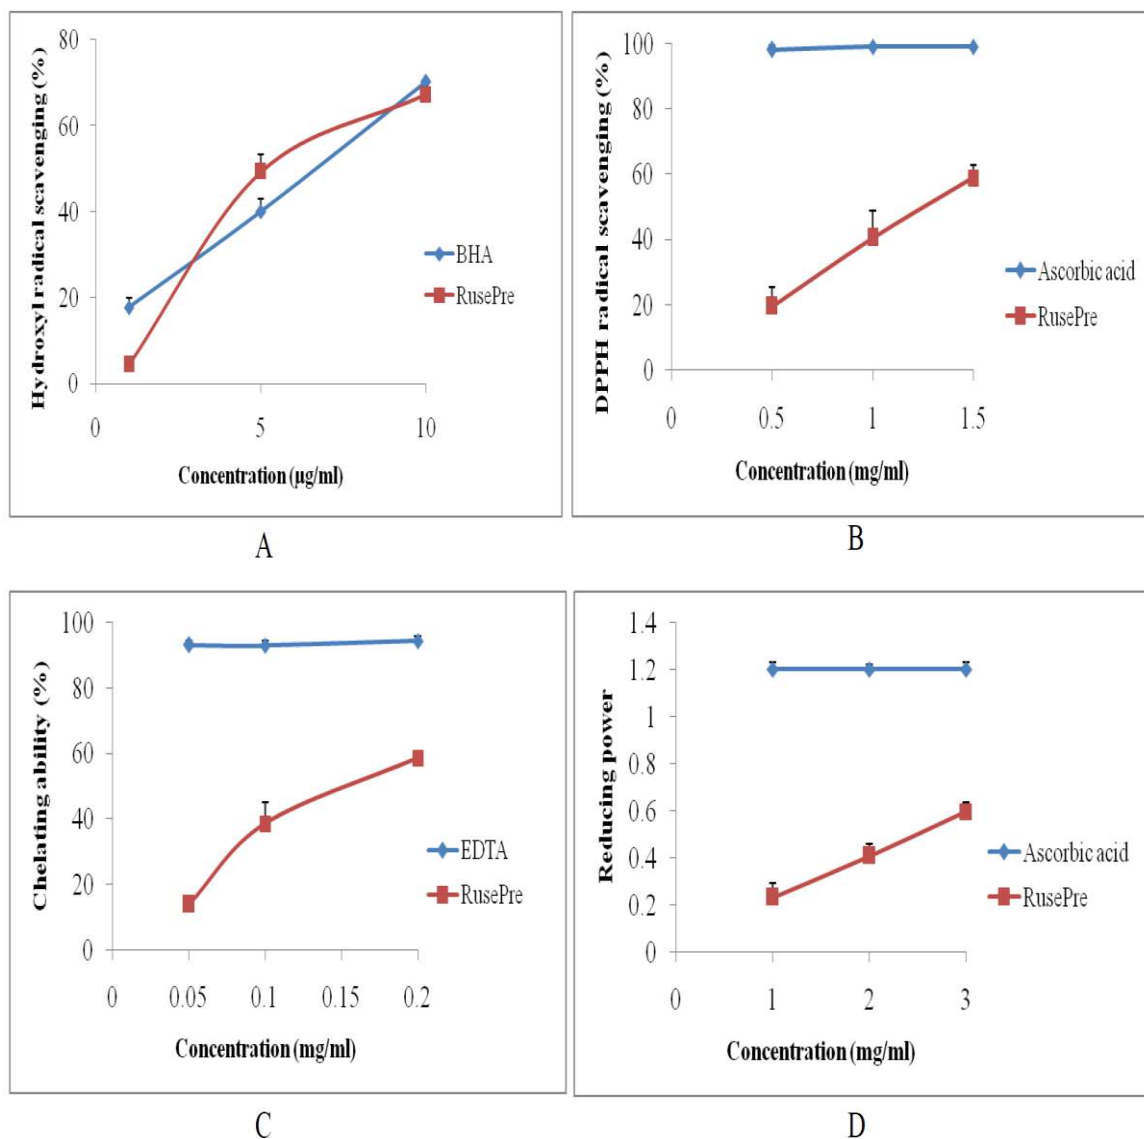 Hydroxyl radical scavenging (%)
80
60
40
20
0
0 5 10
Concentration (µg/ml)
BHA
RusePre
A
DPPH radical scavenging (%)
100
80
60
40
20
0
0 0.5 1 1.5
Concentration (mg/ml)
Ascorbic acid
RusePre
B
Chelating ability (%)
100
80
60
40
20
0
0 0.05 0.1 0.15 0.2
Concentration (mg/ml)
EDTA
RusePre
C
Reducing power
1.4
1.2
1
0.8
0.6
0.4
0.2
0
0 1 2 3
Concentration (mg/ml)
Ascorbic acid
RusePre
D